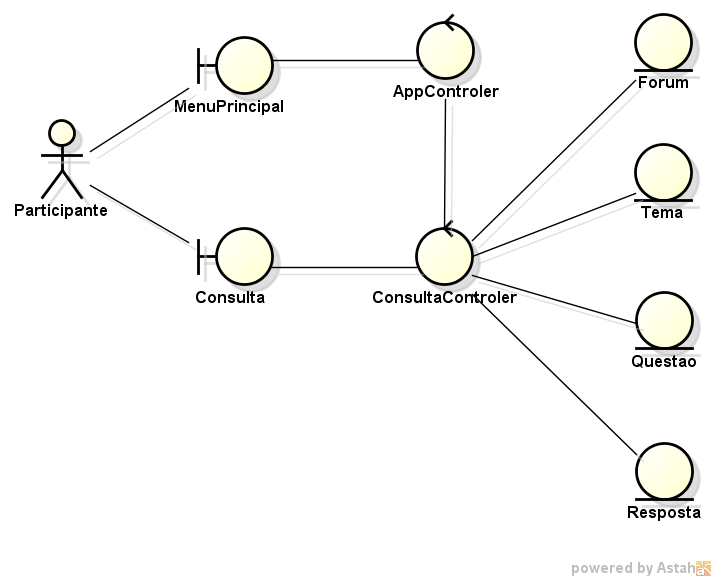 MenuPrincipal
AppControler
Forum
Participante
Tema
Consulta
ConsultaControler
Questao
Resposta
powered by Astah